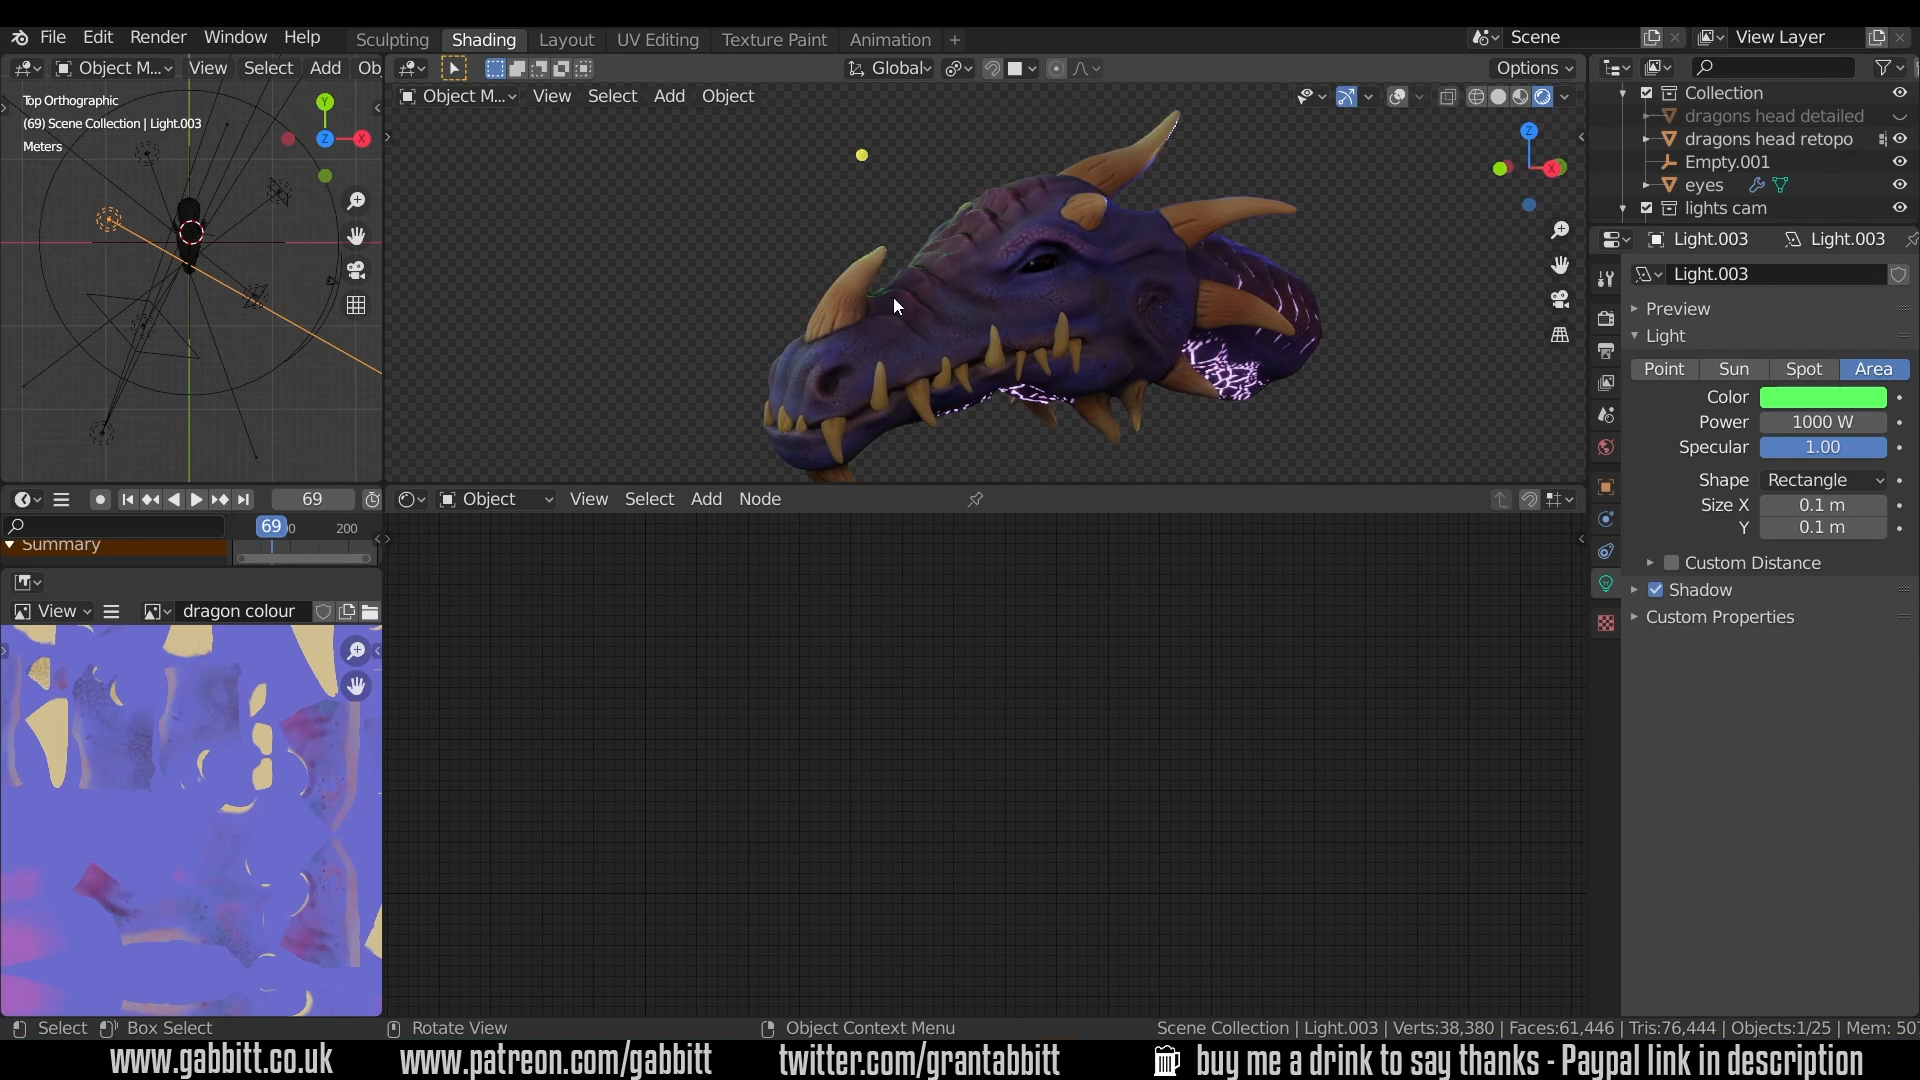 File Edit Render Window Help Sculpting Shading Layout UV Editing Texture Paint Animation + Scene View Layer
Object M... View Select Add Ob
Global Options
Object M... View Select Add Object
Top Orthographic
(69) Scene Collection | Light.003
Meters
Y
Z
X
Z
X
Collection
dragons head detailed
dragons head retopo
Empty.001
eyes
lights cam
Light.003 Light.003
Light.003
Preview
Light
Point Sun Spot Area
Color
Power 1000 W
Specular 1.00
Shape Rectangle
Size X 0.1 m
Y 0.1 m
Custom Distance
Shadow
Custom Properties
69
69 0 200
Summary
Object View Select Add Node
View dragon colour
Select Box Select Rotate View Object Context Menu Scene Collection | Light.003 | Verts:38,380 | Faces:61,446 | Tris:76,444 | Objects:1/25 | Mem: 507
www.gabbitt.co.uk www.patreon.com/gabbitt twitter.com/grantabbitt buy me a drink to say thanks - Paypal link in description